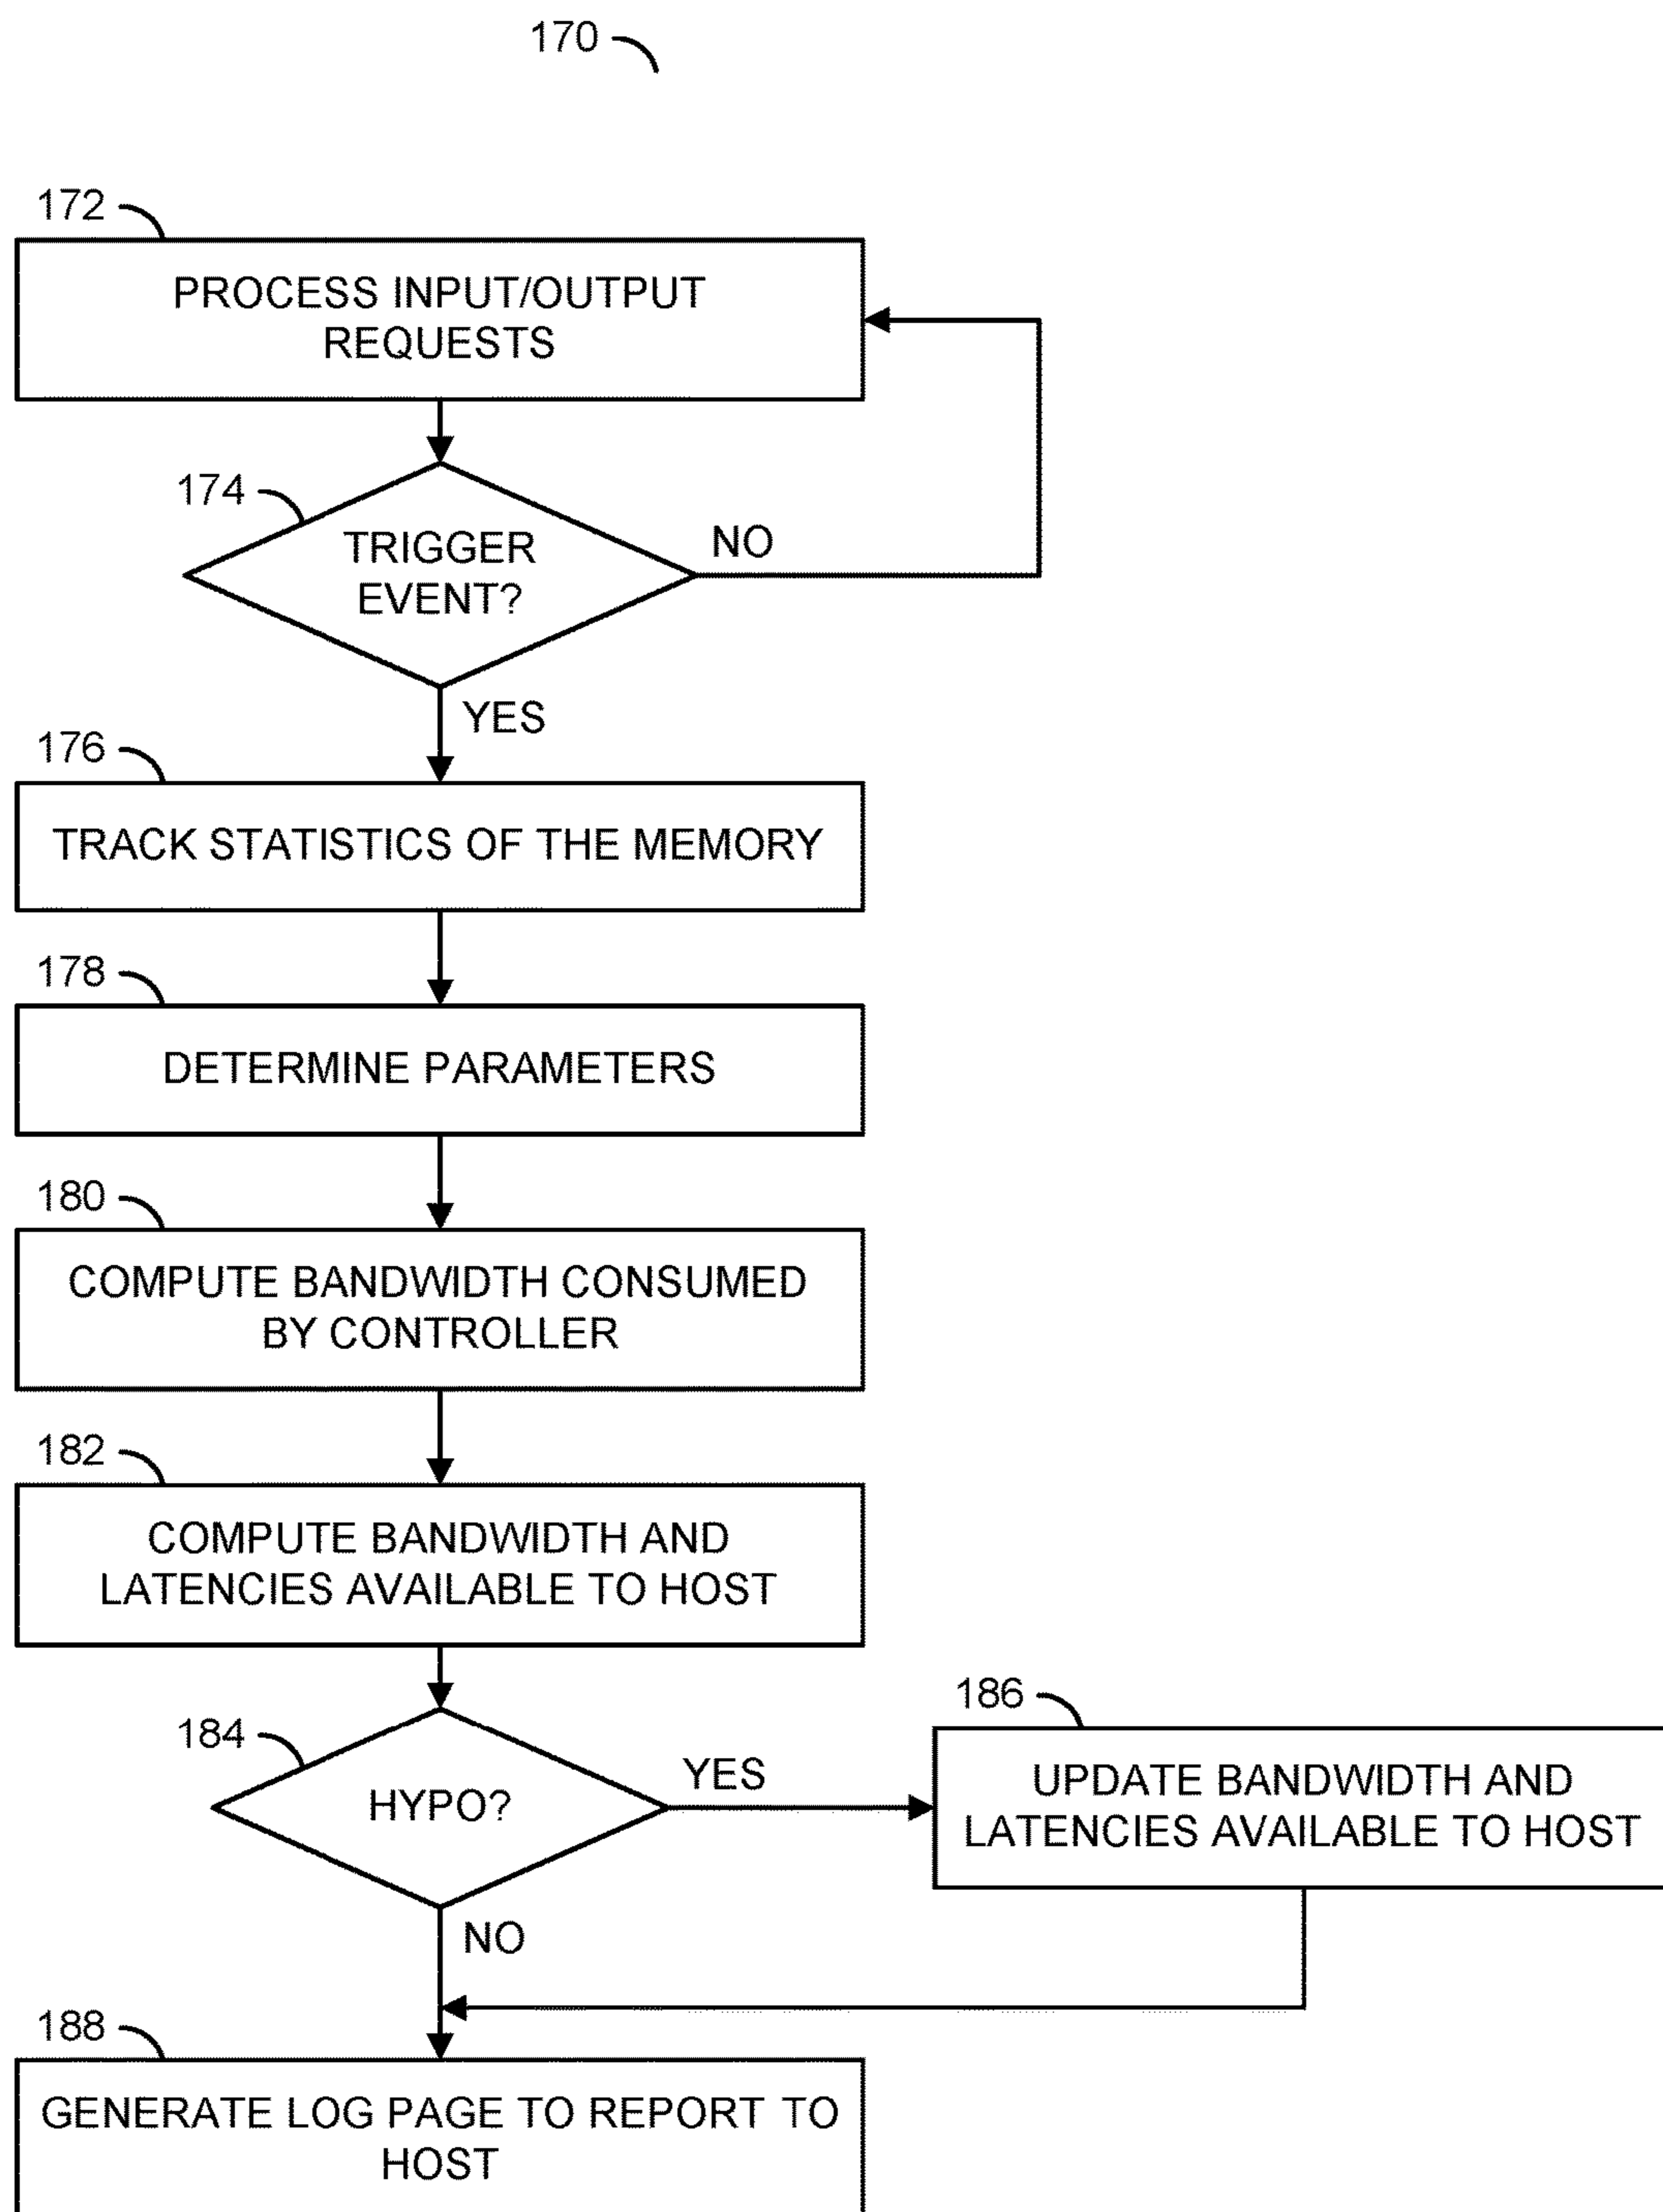 170
172
PROCESS INPUT/OUTPUT
REQUESTS
174
TRIGGER
EVENT?
NO
YES
176
TRACK STATISTICS OF THE MEMORY
178
DETERMINE PARAMETERS
180
COMPUTE BANDWIDTH CONSUMED
BY CONTROLLER
182
COMPUTE BANDWIDTH AND
LATENCIES AVAILABLE TO HOST
184
HYPO?
YES
186
UPDATE BANDWIDTH AND
LATENCIES AVAILABLE TO HOST
NO
188
GENERATE LOG PAGE TO REPORT TO
HOST